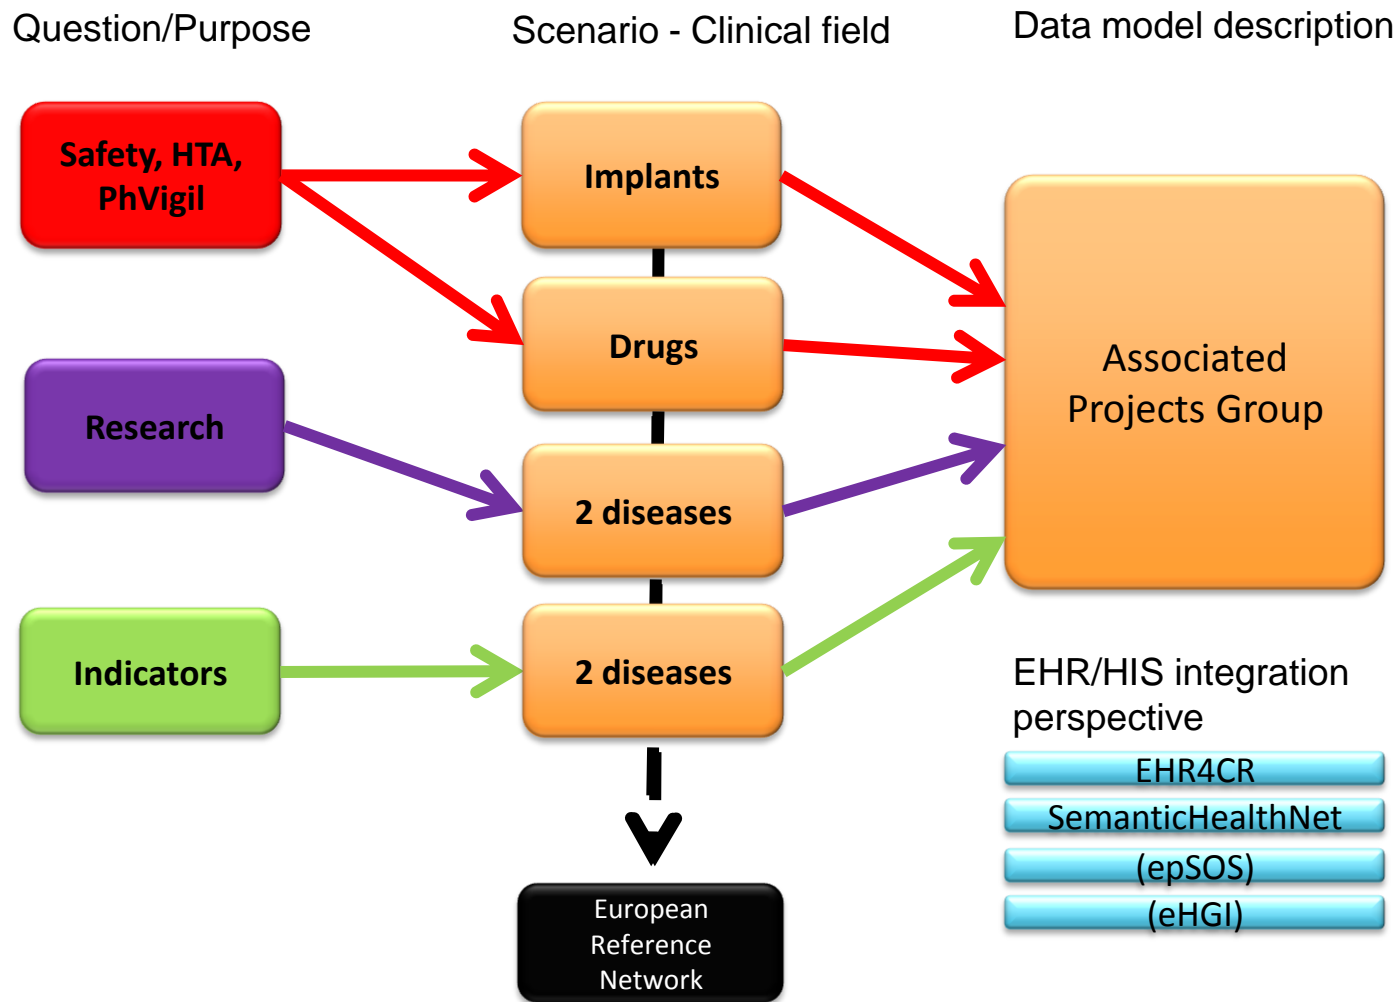 Question/Purpose
Scenario - Clinical field
Data model description
Safety, HTA,
PhVigil
Implants
Drugs
Associated
Projects Group
Research
2 diseases
Indicators
2 diseases
EHR/HIS integration
perspective
EHR4CR
SemanticHealthNet
(epSOS)
(eHGI)
European
Reference
Network